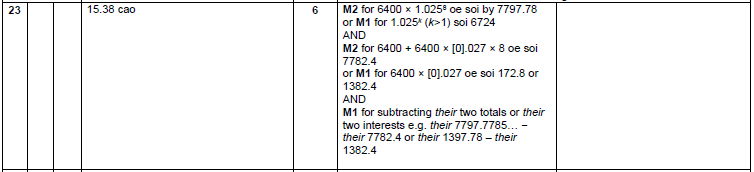 23 15.38 cao 6 M2 for 6400 × 1.025⁸ oe soi by 7797.78
or M1 for 1.025ᵏ (k>1) soi 6724
AND
M2 for 6400 + 6400 × [0].027 × 8 oe soi
7782.4
or M1 for 6400 × [0].027 oe soi 172.8 or
1382.4
AND
M1 for subtracting their two totals or their
two interests e.g. their 7797.7785… –
their 7782.4 or their 1397.78 – their
1382.4